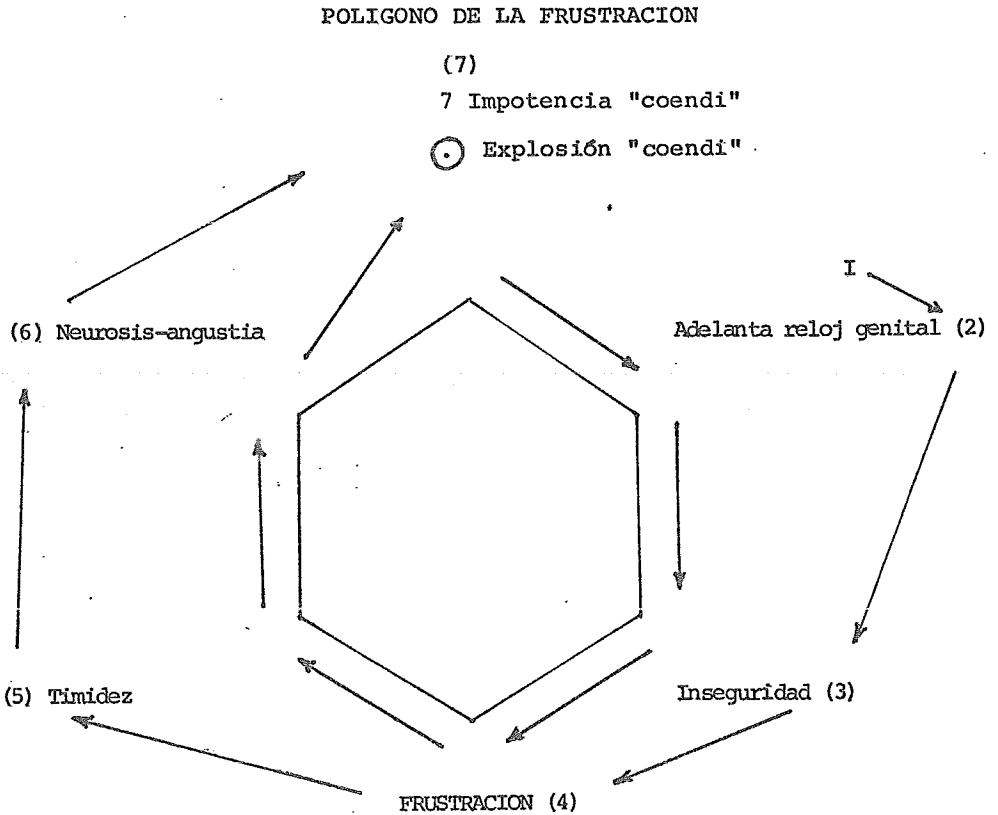 POLIGONO DE LA FRUSTRACION
(7)
7 Impotencia "coendi"
Explosión "coendi"
I
(6) Neurosis-angustia
Adelanta reloj genital (2)
(5) Timidez
Inseguridad (3)
FRUSTRACION (4)